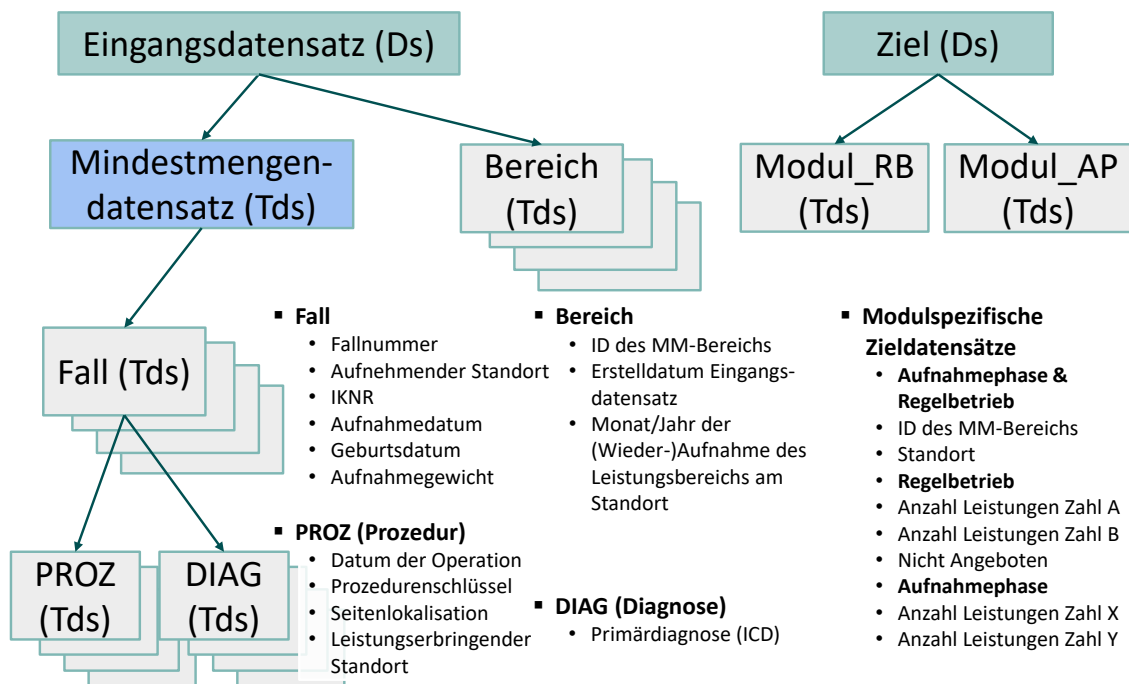 Eingangsdatensatz (Ds)
Ziel (Ds)
Mindestmengen-
datensatz (Tds)
Bereich
(Tds)
Modul_RB
(Tds)
Modul_AP
(Tds)
Fall (Tds)
PROZ
(Tds)
DIAG
(Tds)
▪ Fall
• Fallnummer
• Aufnehmender Standort
• IKNR
• Aufnahmedatum
• Geburtsdatum
• Aufnahmegewicht
▪ PROZ (Prozedur)
• Datum der Operation
• Prozedurenschlüssel
• Seitenlokalisation
• Leistungserbringender
Standort
▪ Bereich
• ID des MM-Bereichs
• Erstelldatum Eingangs-
datensatz
• Monat/Jahr der
(Wieder-)Aufnahme des
Leistungsbereichs am
Standort
▪ DIAG (Diagnose)
• Primärdiagnose (ICD)
▪ Modulspezifische
Zieldatensätze
• Aufnahmephase &
Regelbetrieb
• ID des MM-Bereichs
• Standort
• Regelbetrieb
• Anzahl Leistungen Zahl A
• Anzahl Leistungen Zahl B
• Nicht Angeboten
• Aufnahmephase
• Anzahl Leistungen Zahl X
• Anzahl Leistungen Zahl Y